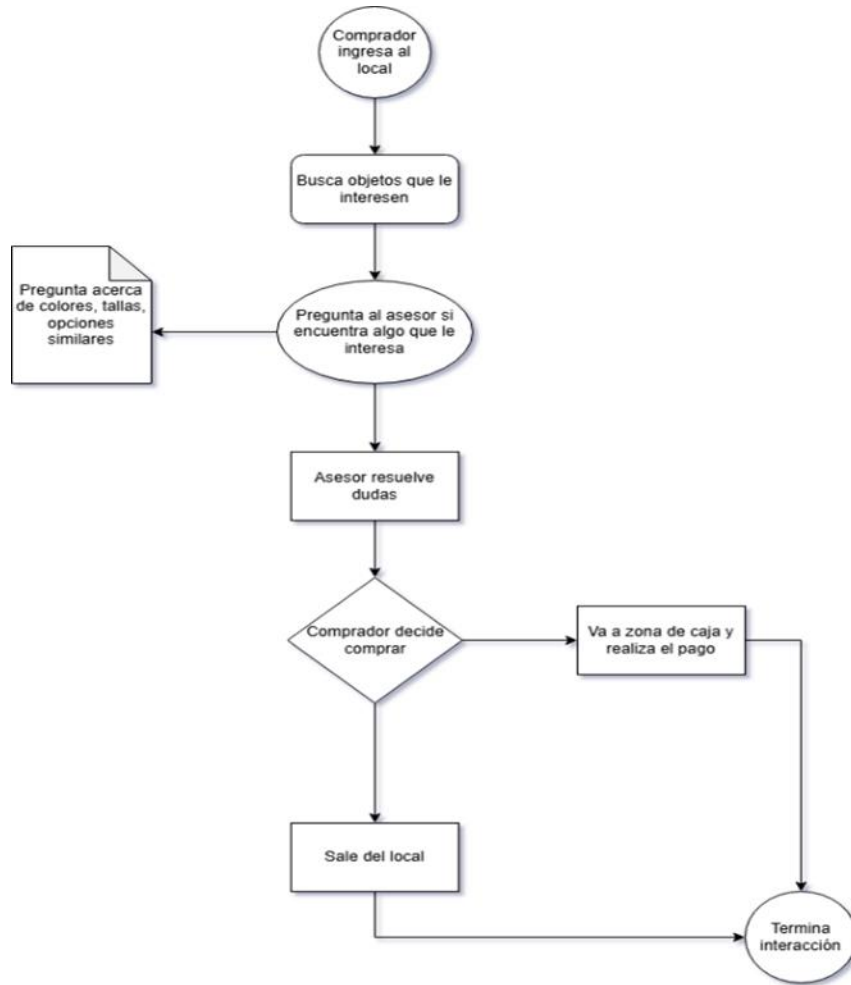 Comprador
ingresa al
local
Busca objetos que le
interesen
Pregunta acerca
de colores, tallas,
opciones
similares
Pregunta al asesor si
encuentra algo que le
interesa
Asesor resuelve
dudas
Comprador decide
comprar
Va a zona de caja y
realiza el pago
Sale del local
Termina
interacción